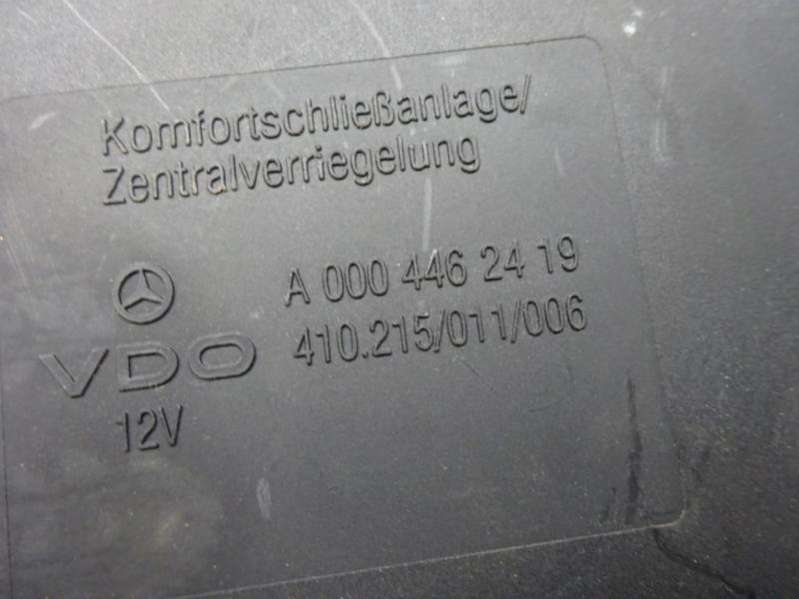 Komfortschließanlage/
Zentralverriegelung
A 000 446 24 19
VDO 410.215/011/006
12V